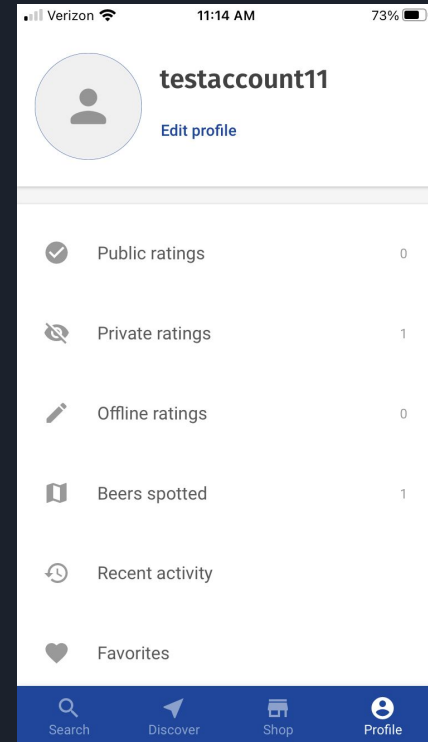 Verizon 11:14 AM 73%
testaccount11
Edit profile
Public ratings 0
Private ratings 1
Offline ratings 0
Beers spotted 1
Recent activity
Favorites
Search Discover Shop Profile